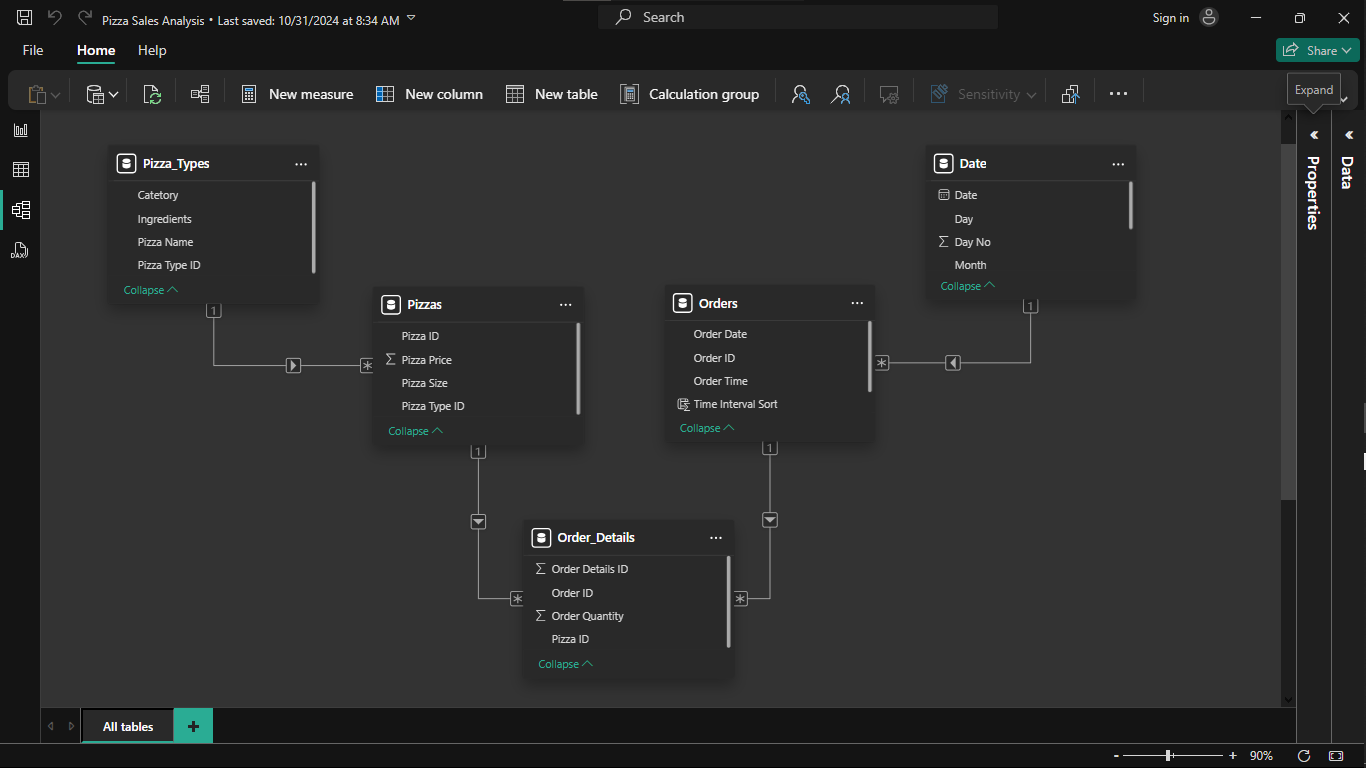 Pizza Sales Analysis • Last saved: 10/31/2024 at 8:34 AM
Search
Sign in
File
Home
Help
Share
New measure
New column
New table
Calculation group
Sensitivity
...
Expand
Pizza_Types
...
Catetory
Ingredients
Pizza Name
Pizza Type ID
Collapse
Date
...
Date
Day
Day No
Month
Collapse
Properties
Data
Pizzas
...
Pizza ID
Σ Pizza Price
Pizza Size
Pizza Type ID
Collapse
Orders
...
Order Date
Order ID
Order Time
Time Interval Sort
Collapse
1
*
1
*
1
*
1
*
Order_Details
...
Σ Order Details ID
Order ID
Σ Order Quantity
Pizza ID
Collapse
DAX
All tables
+
- + 90%